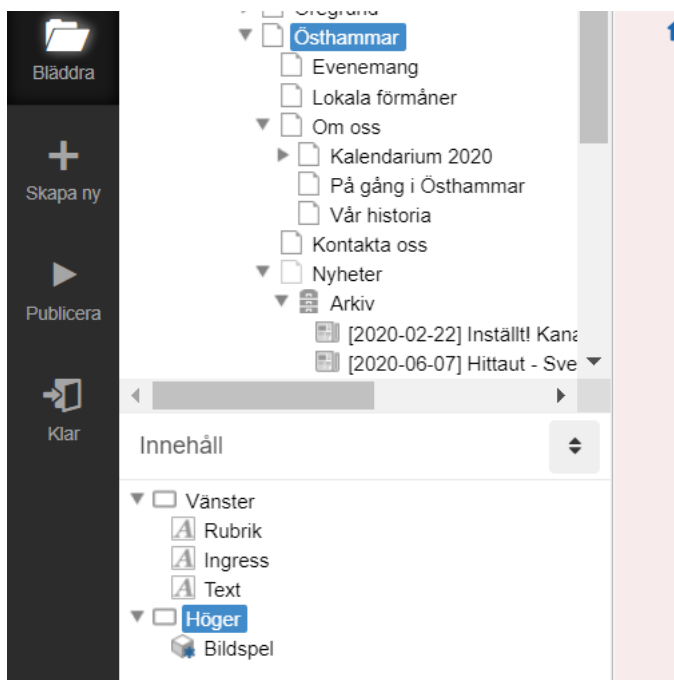 Bläddra
Skapa ny
Publicera
Klar
Öregrund
Östhammar
Evenemang
Lokala förmåner
Om oss
Kalendarium 2020
På gång i Östhammar
Vår historia
Kontakta oss
Nyheter
Arkiv
[2020-02-22] Inställt! Kana
[2020-06-07] Hittaut - Sve
Innehåll
Vänster
Rubrik
Ingress
Text
Höger
Bildspel